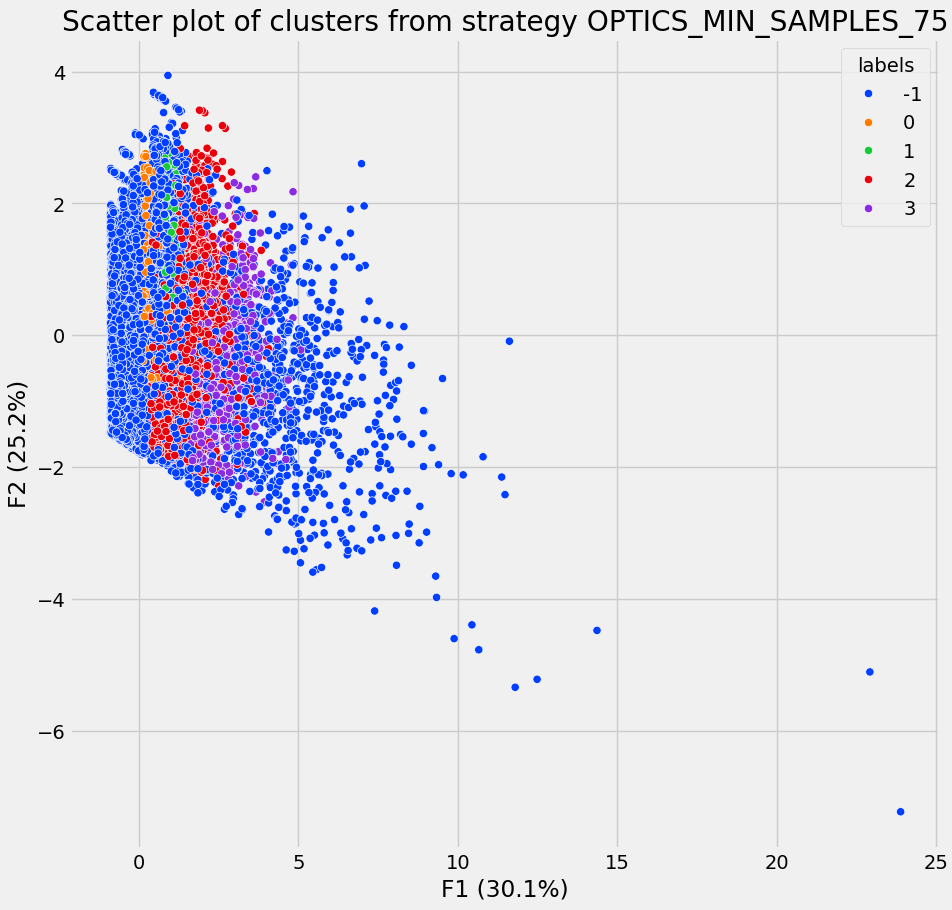 Scatter plot of clusters from strategy OPTICS_MIN_SAMPLES_75
labels
-1
0
1
2
3
4
2
0
−2
−4
−6
F2 (25.2%)
0 5 10 15 20 25
F1 (30.1%)